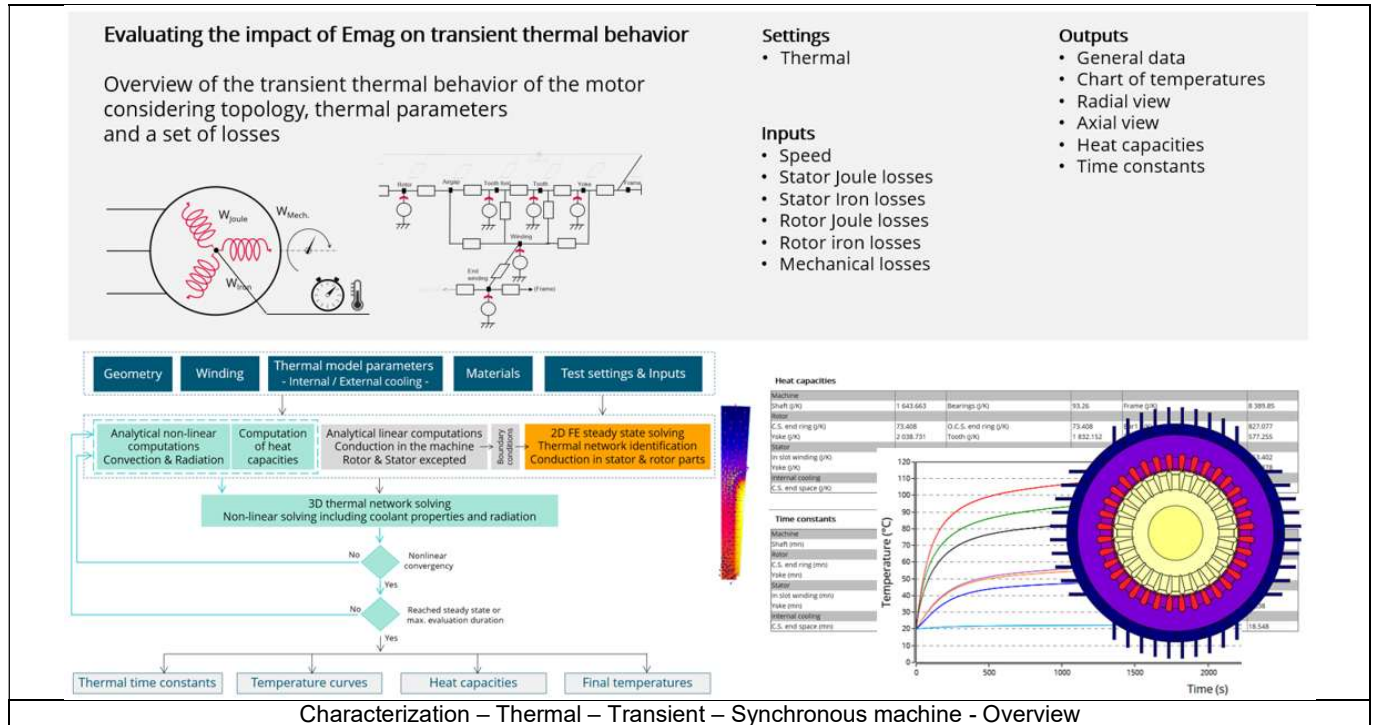 Evaluating the impact of Emag on transient thermal behavior
Overview of the transient thermal behavior of the motor
considering topology, thermal parameters
and a set of losses
Settings
• Thermal
Inputs
• Speed
• Stator Joule losses
• Stator Iron losses
• Rotor Joule losses
• Rotor iron losses
• Mechanical losses
Outputs
• General data
• Chart of temperatures
• Radial view
• Axial view
• Heat capacities
• Time constants
WJoule
WMech.
WIron
Rotor
Airgap
Tooth foot
Tooth
Yoke
Frame
Winding
End
winding
(Frame)
Geometry
Winding
Thermal model parameters
- Internal / External cooling -
Materials
Test settings & Inputs
Analytical non-linear
computations
Convection & Radiation
Computation
of heat
capacities
Analytical linear computations
Conduction in the machine
Rotor & Stator excepted
Boundary
conditions
2D FE steady state solving
Thermal network identification
Conduction in stator & rotor parts
3D thermal network solving
Non-linear solving including coolant properties and radiation
No
Nonlinear
convergency
Yes
No
Reached steady state or
max. evaluation duration
Yes
Thermal time constants
Temperature curves
Heat capacities
Final temperatures
Heat capacities
Machine
Shaft (J/K) 1 643.663 Bearings (J/K) 93.26 Frame (J/K) 8 389.85
Rotor
C.S. end ring (J/K) 73.408 O.C.S. end ring (J/K) 73.408 827.077
Yoke (J/K) 2 038.731 Tooth (J/K) 1 832.152 577.255
Stator
In slot winding (J/K)
Yoke (J/K)
Internal cooling
C.S. end space (J/K)
Time constants
Machine
Shaft (mn)
Rotor
C.S. end ring (mn)
Yoke (mn)
Stator
In slot winding (mn)
Yoke (mn)
Internal cooling
C.S. end space (mn) 18.548
Temperature (°C)
120
110
100
90
80
70
60
50
40
30
20
10
0
0 500 1000 1500 2000
Time (s)
Characterization – Thermal – Transient – Synchronous machine - Overview